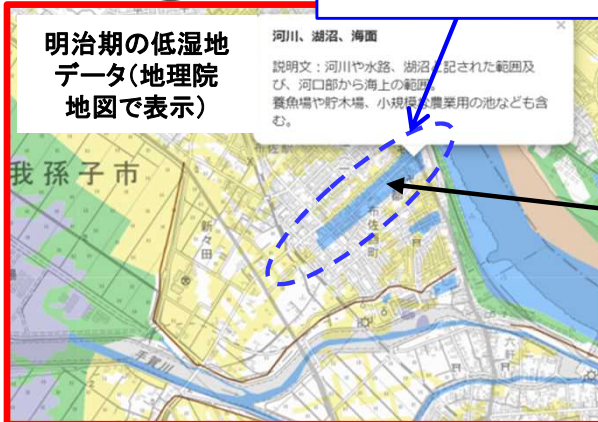 明治期の低湿地
データ(地理院
地図で表示)
河川、湖沼、海面
説明文：河川や水路、湖沼と記された範囲及
び、河口部から海上の範囲。
養魚場や貯木場、小規模な農業用の池なども含
む。
我孫子市
新々田
手賀川
六軒